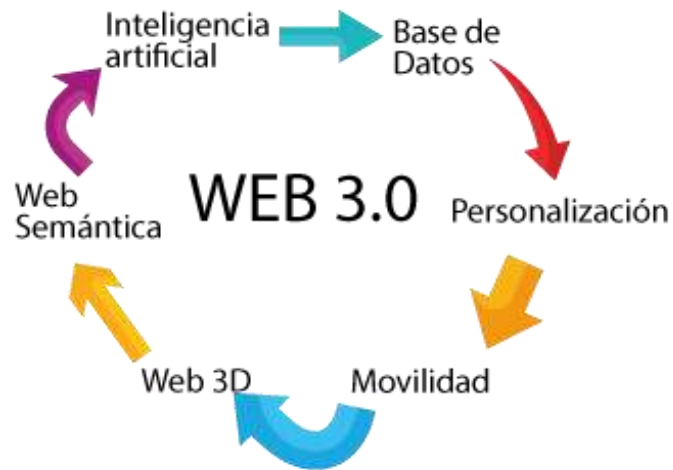 Inteligencia
artificial
Base de
Datos
Web
Semántica
WEB 3.0
Personalización
Web 3D
Movilidad